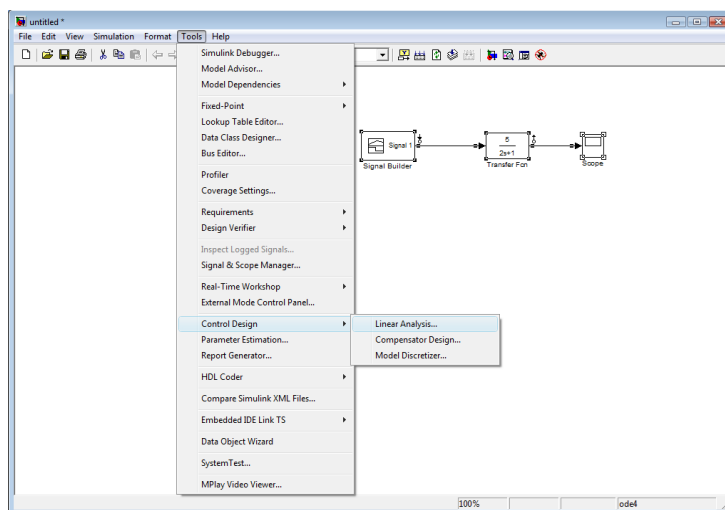 untitled *
File Edit View Simulation Format Tools Help
Simulink Debugger...
Model Advisor...
Model Dependencies
Fixed-Point
Lookup Table Editor...
Data Class Designer...
Bus Editor...
Profiler
Coverage Settings...
Requirements
Design Verifier
Inspect Logged Signals...
Signal & Scope Manager...
Real-Time Workshop
External Mode Control Panel...
Control Design
Parameter Estimation...
Report Generator...
HDL Coder
Compare Simulink XML Files...
Embedded IDE Link TS
Data Object Wizard
SystemTest...
MPlay Video Viewer...
Linear Analysis...
Compensator Design...
Model Discretizer...
Signal 1
Signal Builder
5
2s+1
Transfer Fcn
Scope
100%
ode4